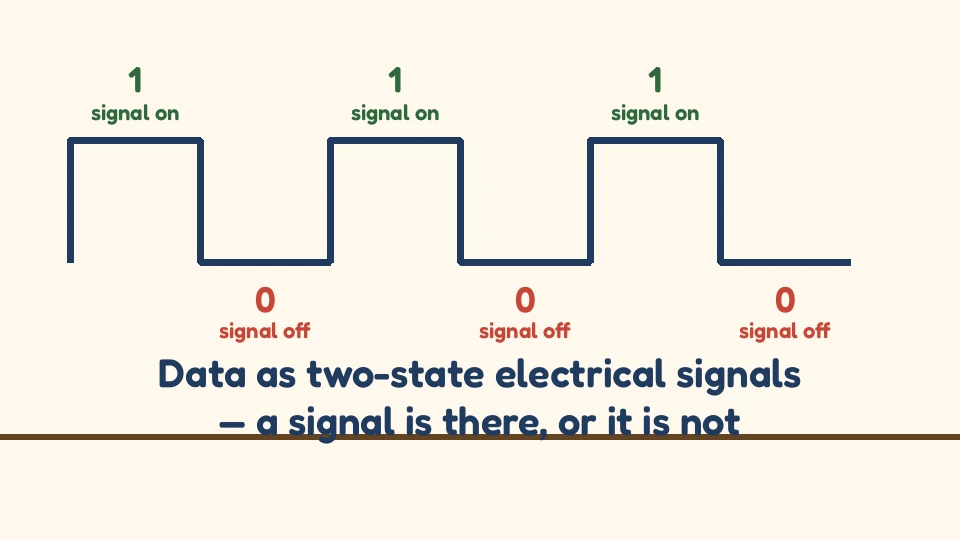 1 1 1
signal on signal on signal on
0 0 0
signal off signal off signal off
Data as two-state electrical signals
— a signal is there, or it is not